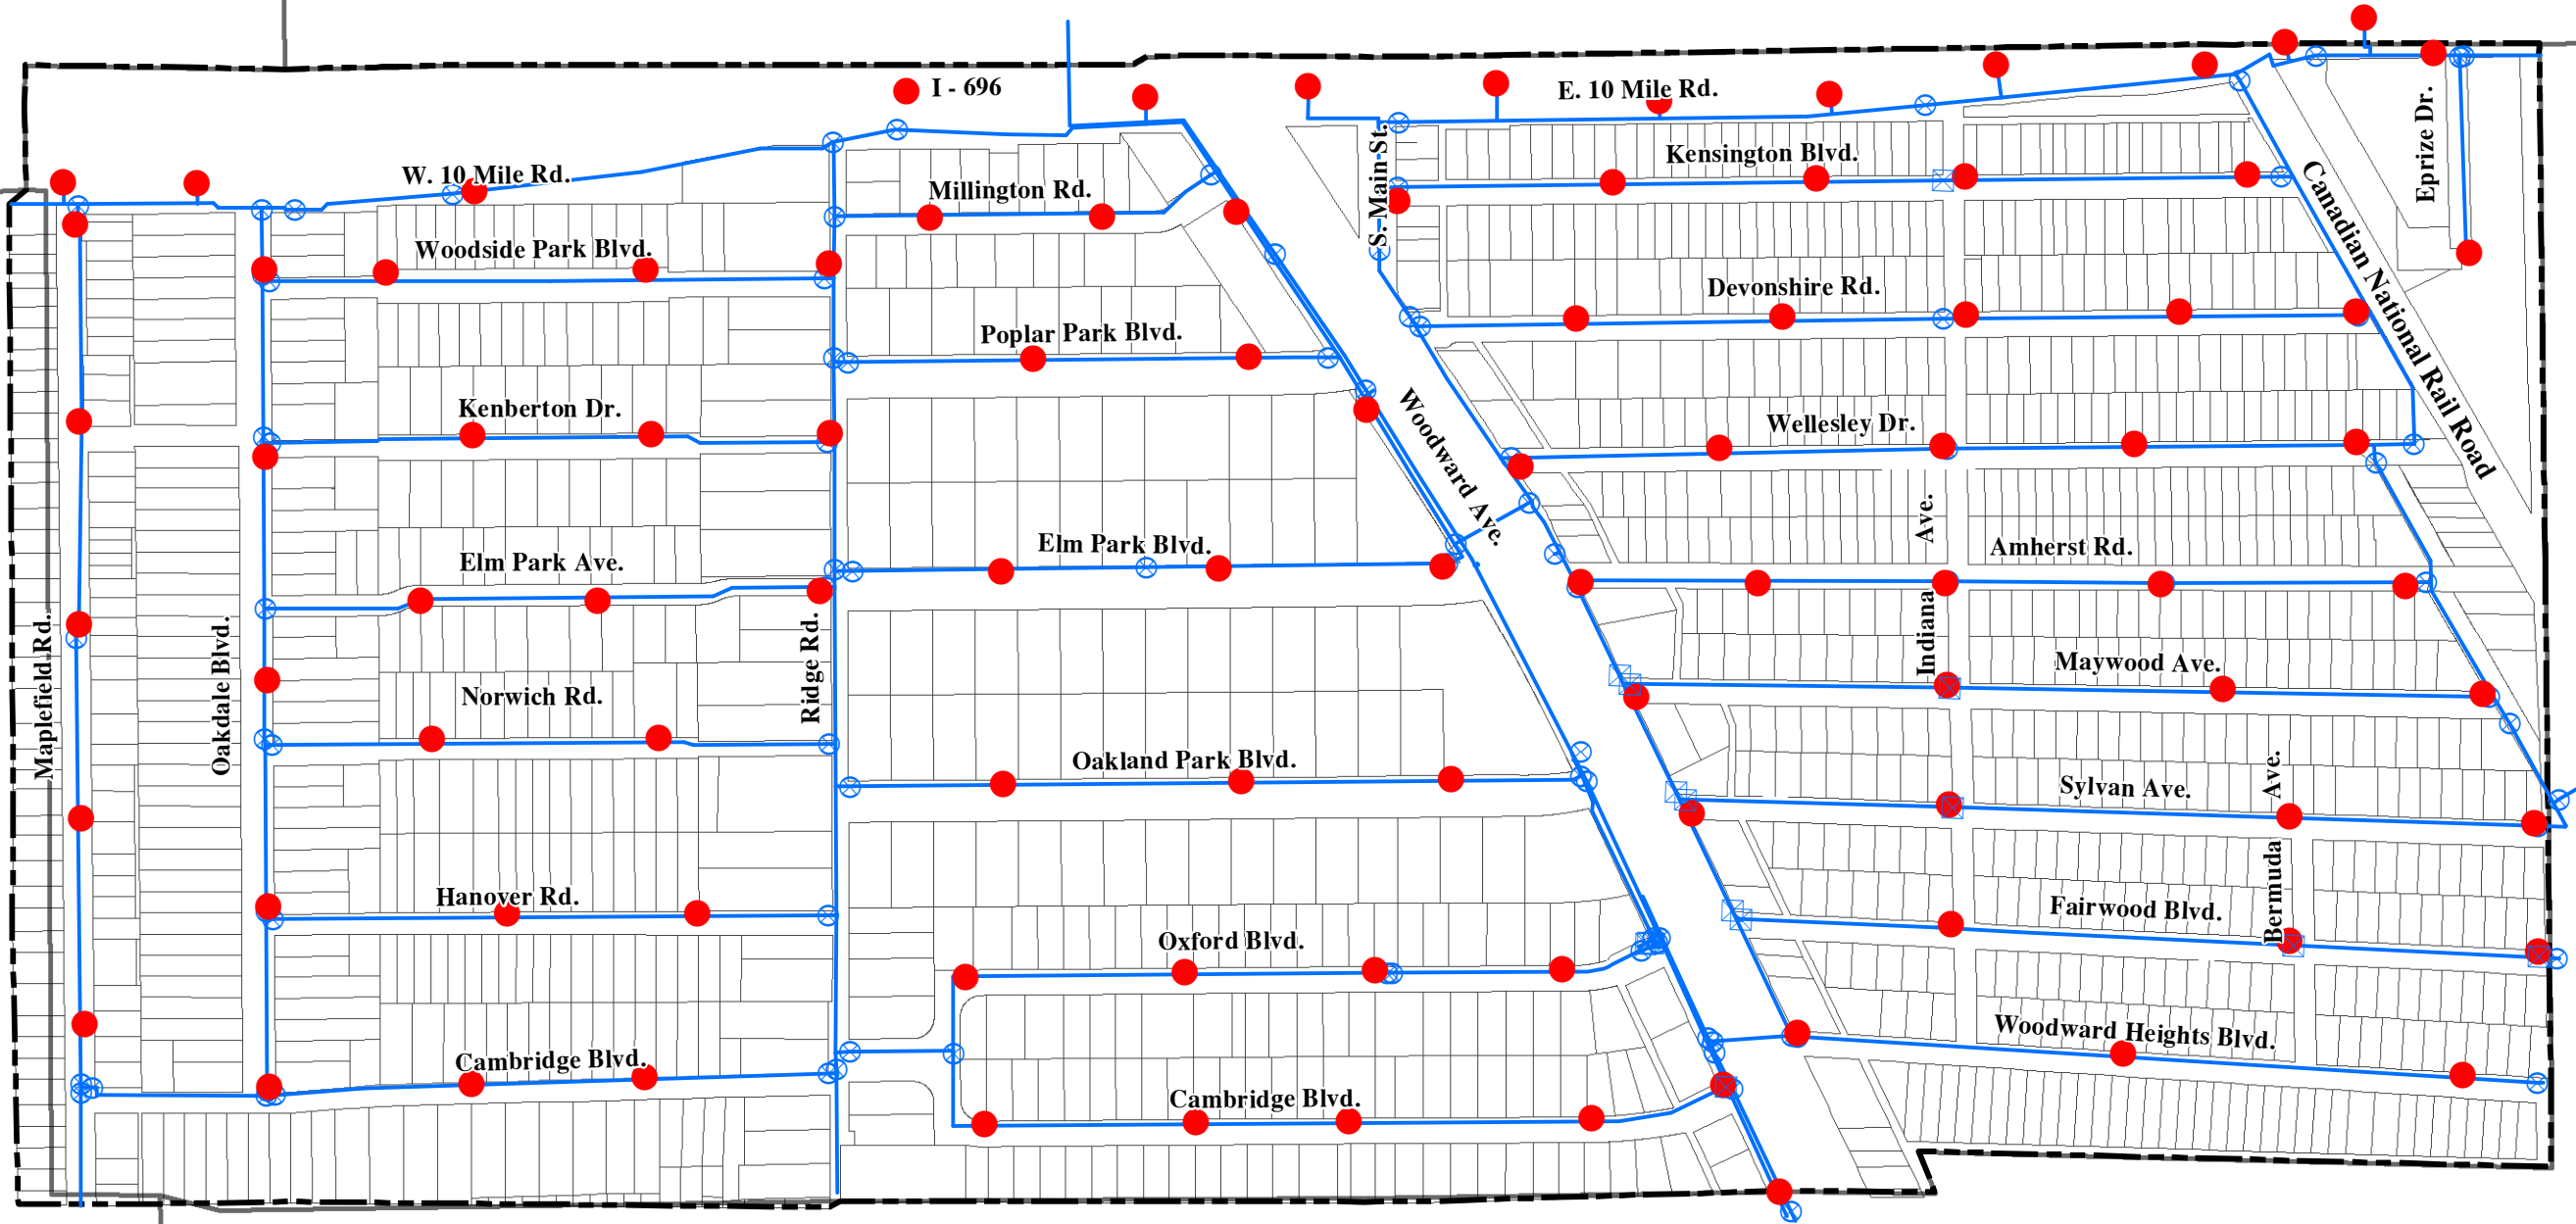 I - 696
E. 10 Mile Rd.
W. 10 Mile Rd.
Millington Rd.
S. Main St.
Kensington Blvd.
Eprize Dr.
Canadian National Rail Road
Woodside Park Blvd.
Devonshire Rd.
Poplar Park Blvd.
Kenberton Dr.
Woodward Ave.
Wellesley Dr.
Elm Park Ave.
Elm Park Blvd.
Indiana Ave.
Amherst Rd.
Maplefield Rd.
Oakdale Blvd.
Ridge Rd.
Norwich Rd.
Maywood Ave.
Oakland Park Blvd.
Sylvan Ave.
Bermuda Ave.
Hanover Rd.
Oxford Blvd.
Fairwood Blvd.
Woodward Heights Blvd.
Cambridge Blvd.
Cambridge Blvd.